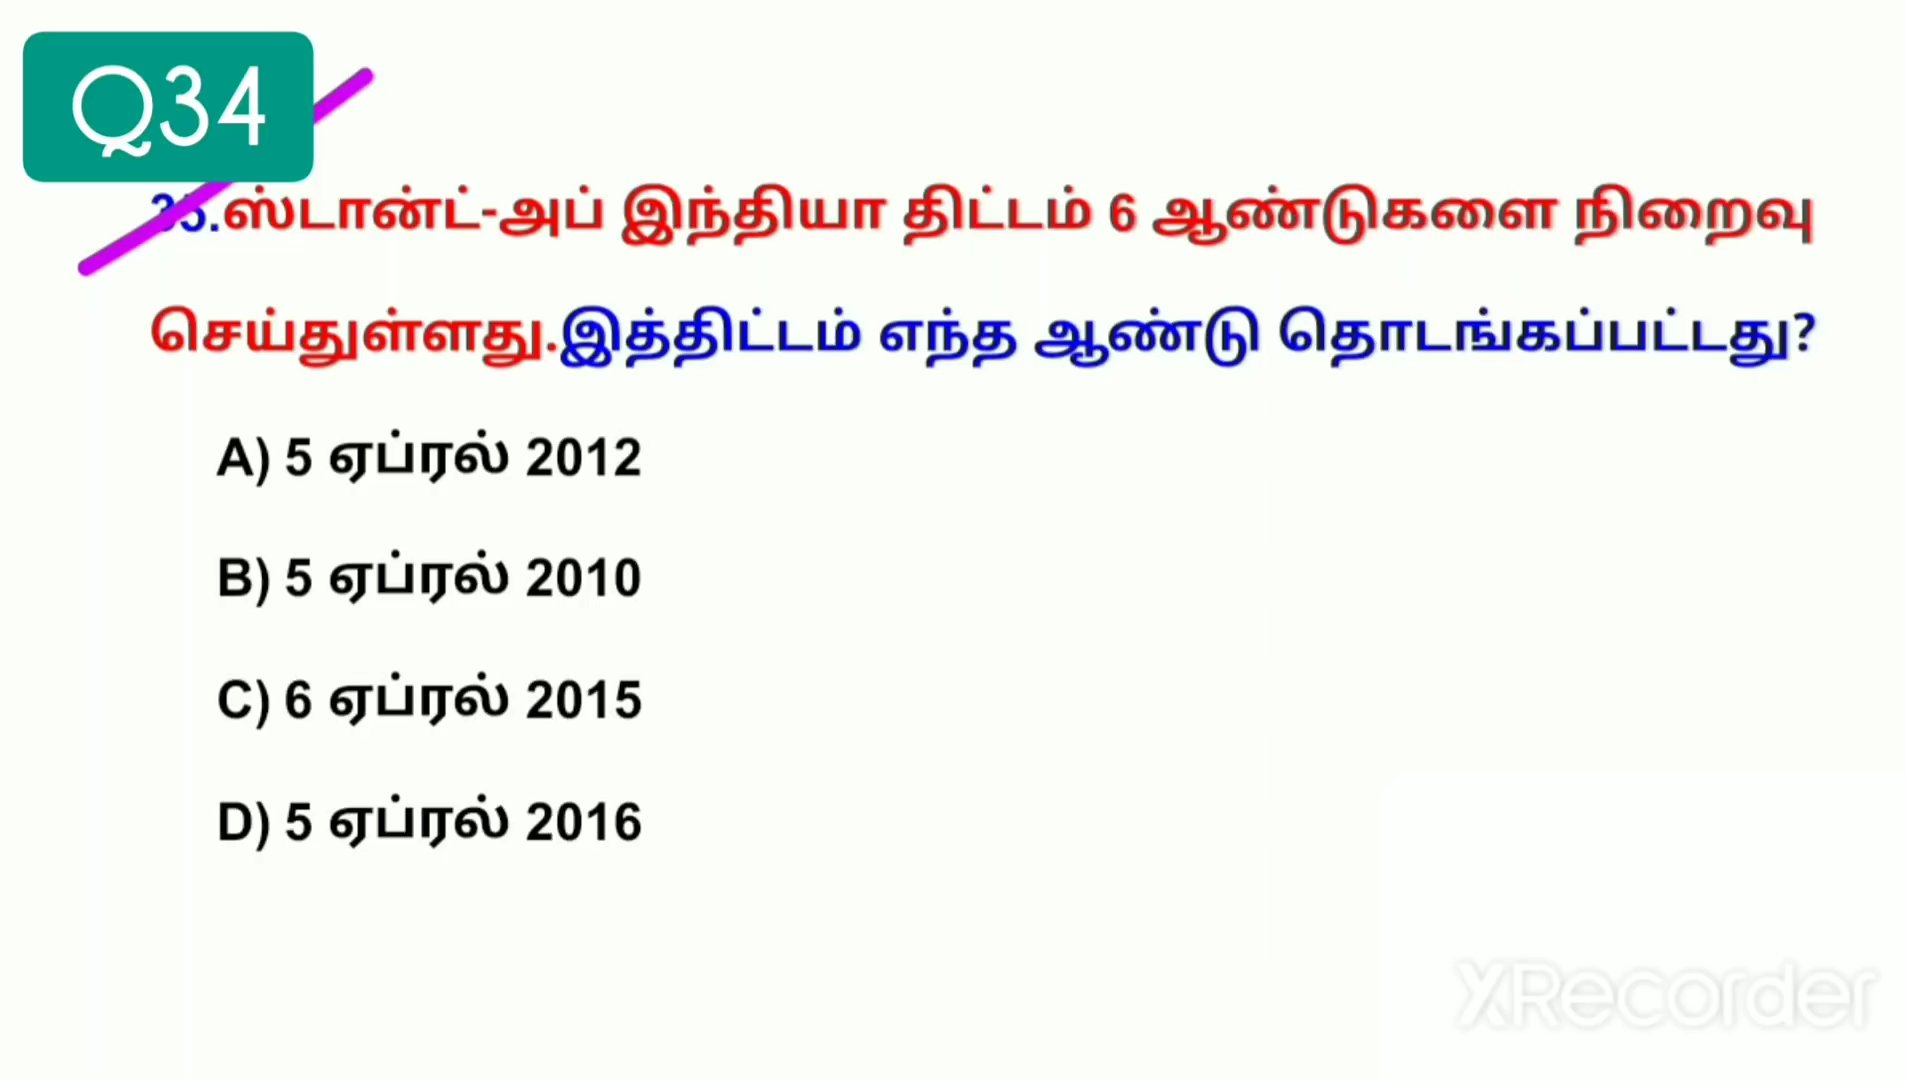 Q34
35.ஸ்டான்ட்-அப் இந்தியா திட்டம் 6 ஆண்டுகளை நிறைவு
செய்துள்ளது.இத்திட்டம் எந்த ஆண்டு தொடங்கப்பட்டது?
A) 5 ஏப்ரல் 2012
B) 5 ஏப்ரல் 2010
C) 6 ஏப்ரல் 2015
D) 5 ஏப்ரல் 2016
XRecorder